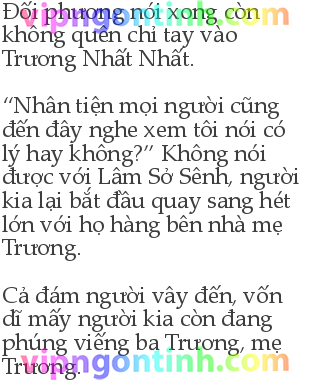 Đối phương nói xong còn
không quên chỉ tay vào
Trương Nhất Nhất.
“Nhân tiện mọi người cũng
đến đây nghe xem tôi nói có
lý hay không?” Không nói
được với Lâm Sở Sênh, người
kia lại bắt đầu quay sang hét
lớn với họ hàng bên nhà mẹ
Trương.
Cả đám người vây đến, vốn
dĩ mấy người kia còn đang
phúng viếng ba Trương, mẹ
Trương.
vipngontinh.com
vipngontinh.com